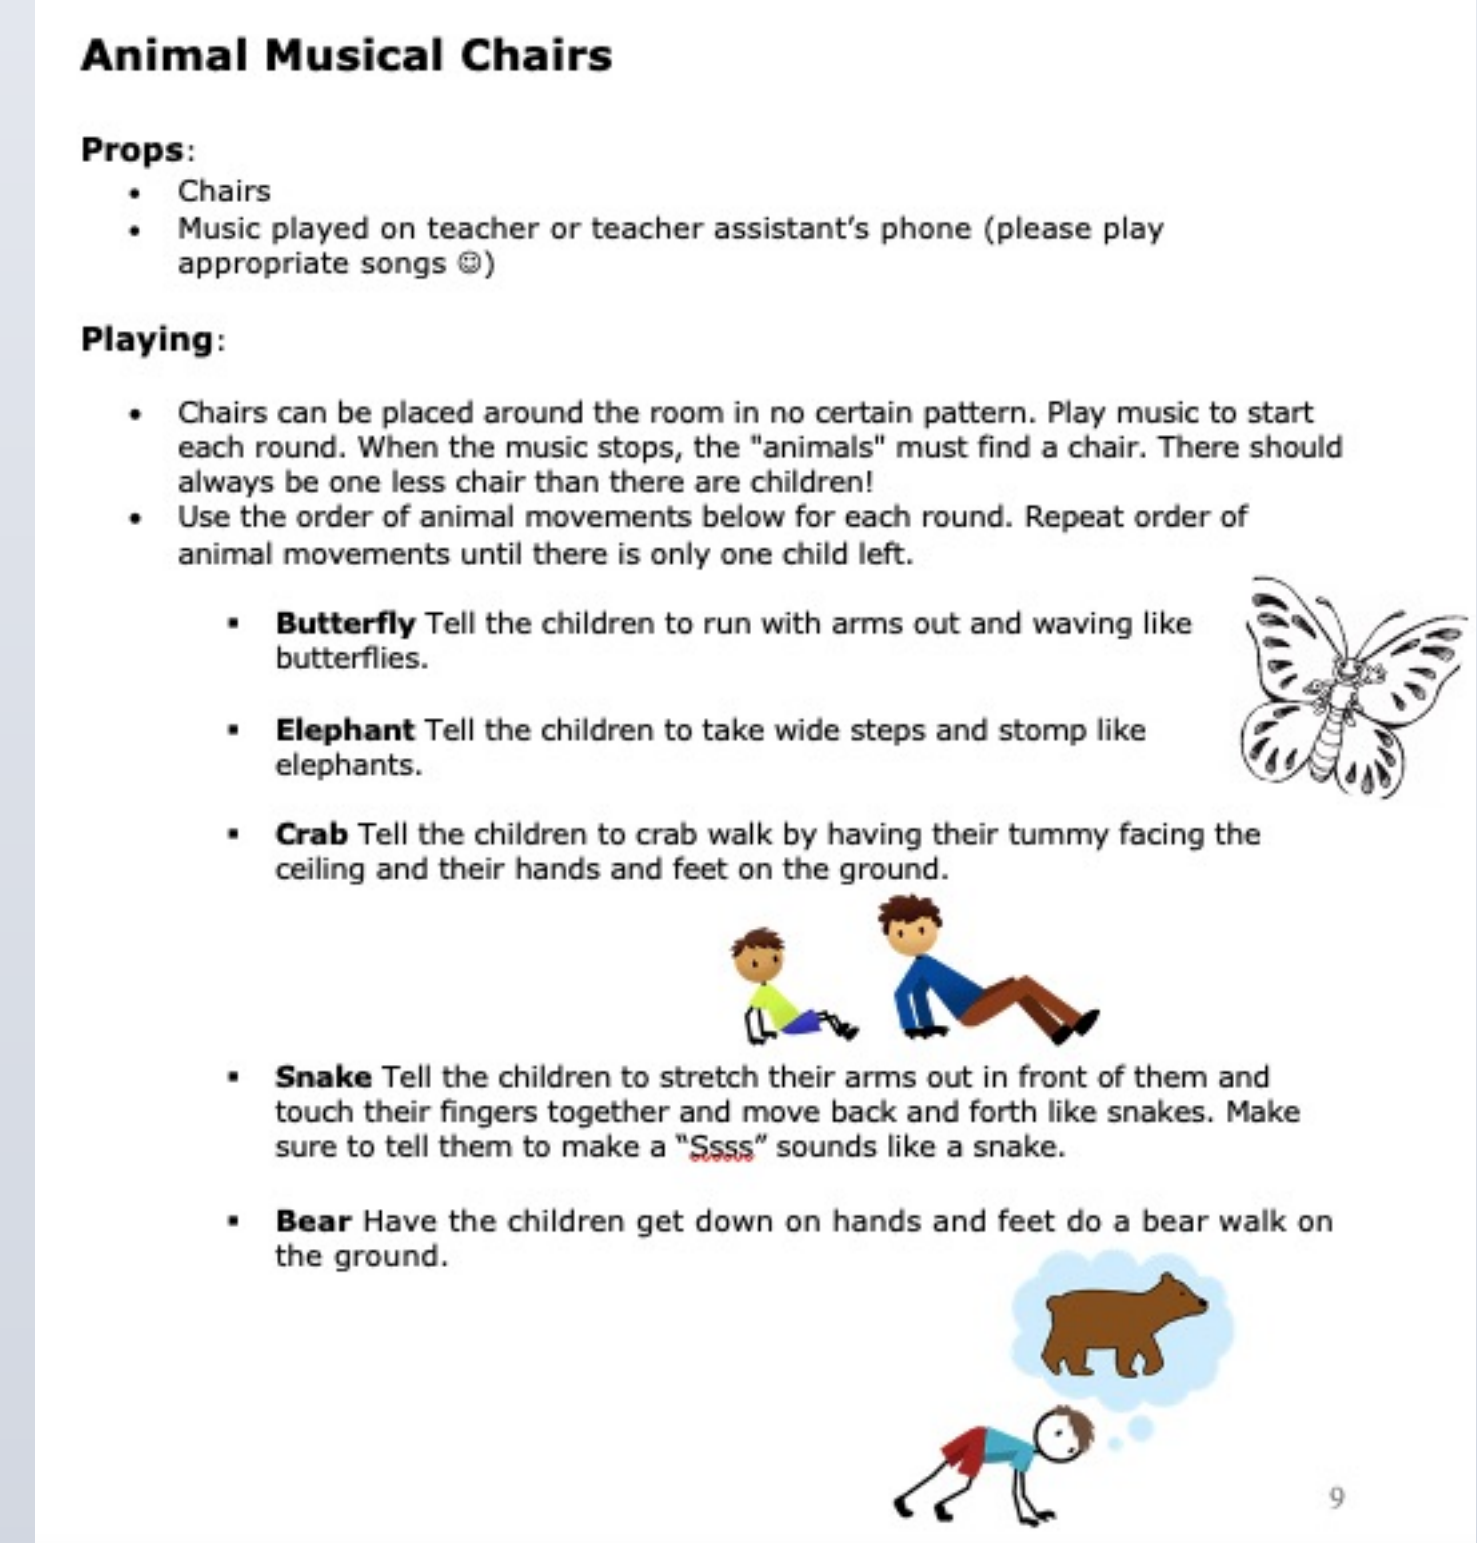 Animal Musical Chairs
Props:
• Chairs
• Music played on teacher or teacher assistant's phone (please play
appropriate songs ☺)
Playing:
• Chairs can be placed around the room in no certain pattern. Play music to start
each round. When the music stops, the "animals" must find a chair. There should
always be one less chair than there are children!
• Use the order of animal movements below for each round. Repeat order of
animal movements until there is only one child left.
▪ Butterfly Tell the children to run with arms out and waving like
butterflies.
▪ Elephant Tell the children to take wide steps and stomp like
elephants.
▪ Crab Tell the children to crab walk by having their tummy facing the
ceiling and their hands and feet on the ground.
▪ Snake Tell the children to stretch their arms out in front of them and
touch their fingers together and move back and forth like snakes. Make
sure to tell them to make a “Ssss” sounds like a snake.
▪ Bear Have the children get down on hands and feet do a bear walk on
the ground.
9